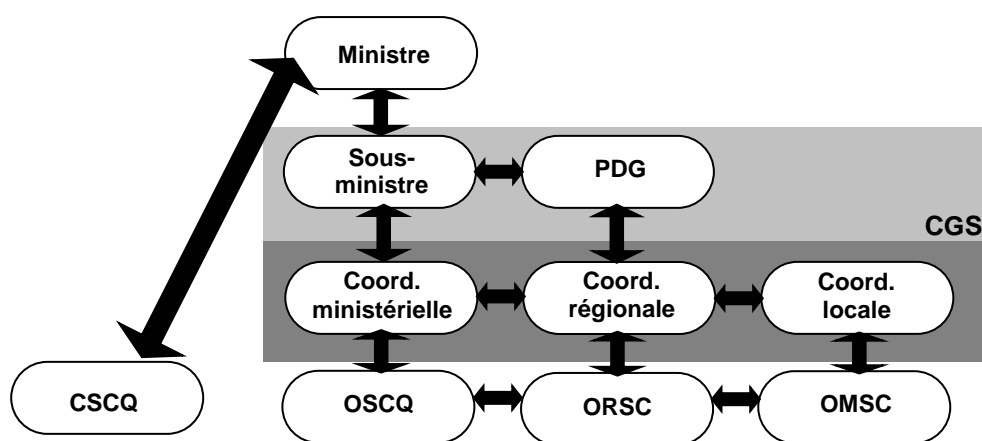 Ministre
Sous-
ministre
PDG
CGS
Coord.
ministérielle
Coord.
régionale
Coord.
locale
CSCQ
OSCQ
ORSC
OMSC